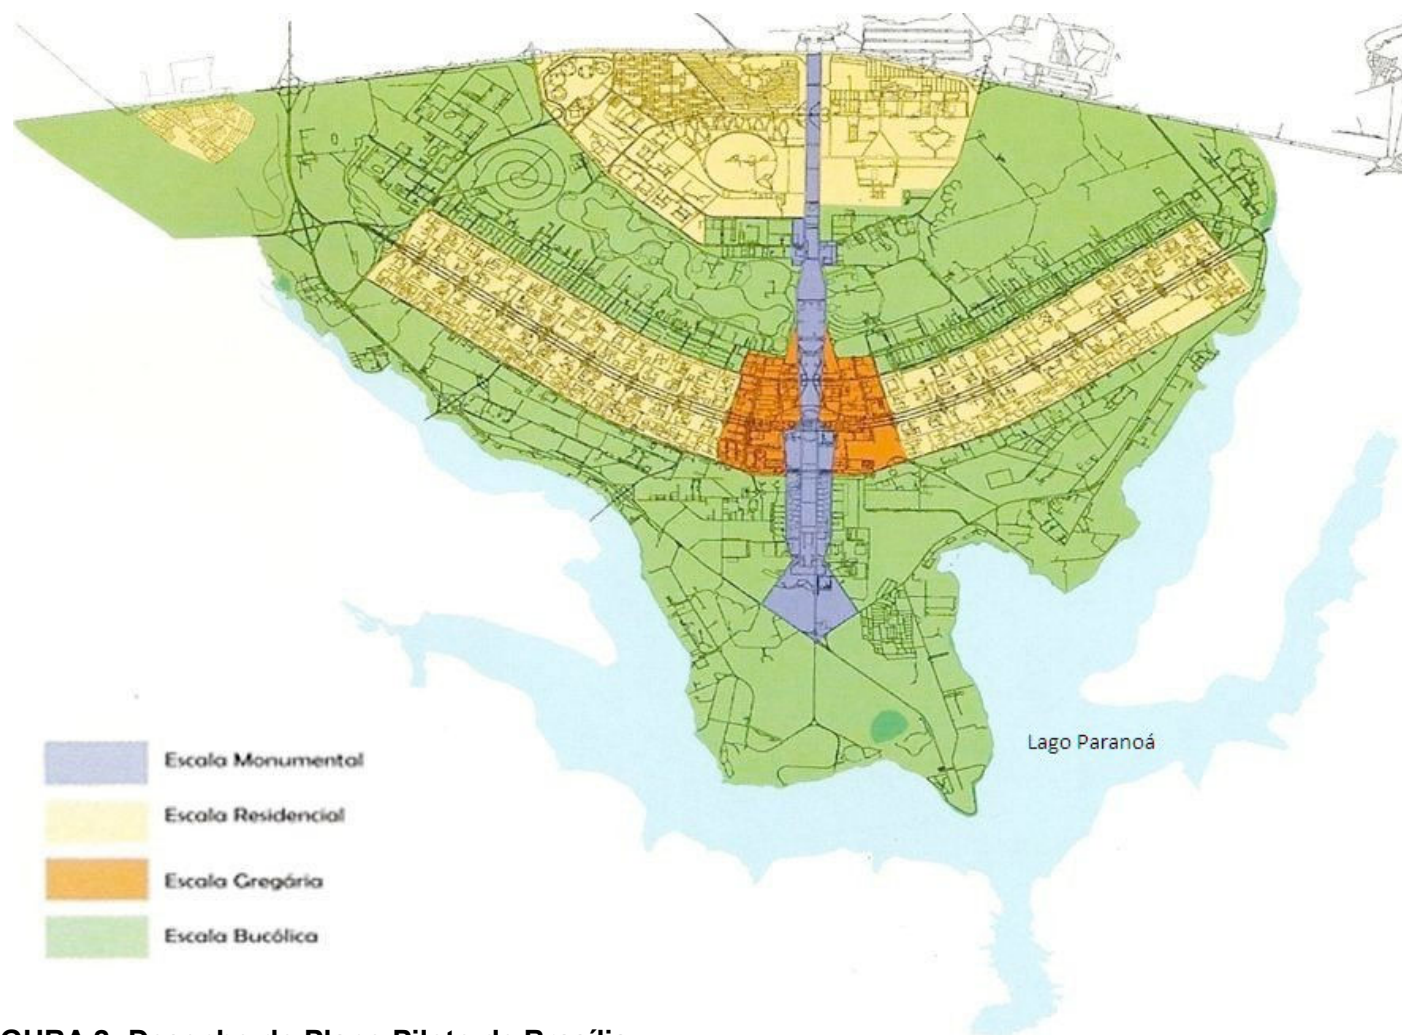 Lago Paranoá
Escala Monumental
Escala Residencial
Escala Gregária
Escala Bucólica